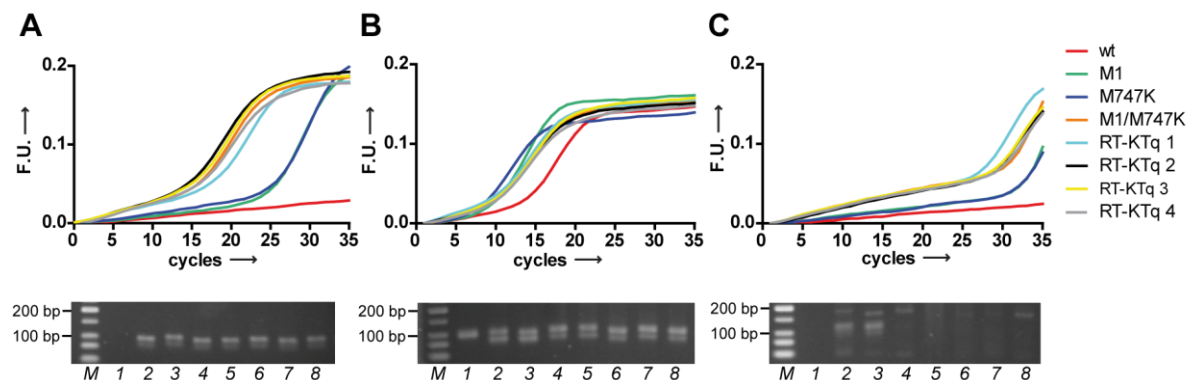 A
B
C
0.2
0.1
0.0
F.U. →
0 5 10 15 20 25 30 35
cycles →
0.2
0.1
0.0
F.U. →
0 5 10 15 20 25 30 35
cycles →
0.2
0.1
0.0
F.U. →
0 5 10 15 20 25 30 35
cycles →
wt
M1
M747K
M1/M747K
RT-KTq 1
RT-KTq 2
RT-KTq 3
RT-KTq 4
200 bp
100 bp
M 1 2 3 4 5 6 7 8
200 bp
100 bp
M 1 2 3 4 5 6 7 8
200 bp
100 bp
M 1 2 3 4 5 6 7 8